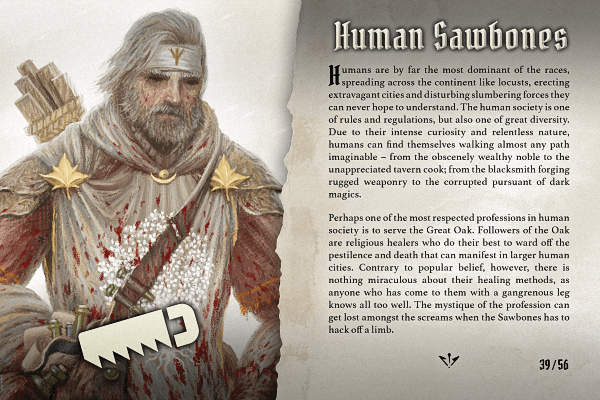 Human Sawbones
Humans are by far the most dominant of the races,
spreading across the continent like locusts, erecting
extravagant cities and disturbing slumbering forces they
can never hope to understand. The human society is one
of rules and regulations, but also one of great diversity.
Due to their intense curiosity and relentless nature,
humans can find themselves walking almost any path
imaginable – from the obscenely wealthy noble to the
unappreciated tavern cook; from the blacksmith forging
rugged weaponry to the corrupted pursuant of dark
magics.
Perhaps one of the most respected professions in human
society is to serve the Great Oak. Followers of the Oak
are religious healers who do their best to ward off the
pestilence and death that can manifest in larger human
cities. Contrary to popular belief, however, there is
nothing miraculous about their healing methods, as
anyone who has come to them with a gangrenous leg
knows all too well. The mystique of the profession can
get lost amongst the screams when the Sawbones has to
hack off a limb.
39/56